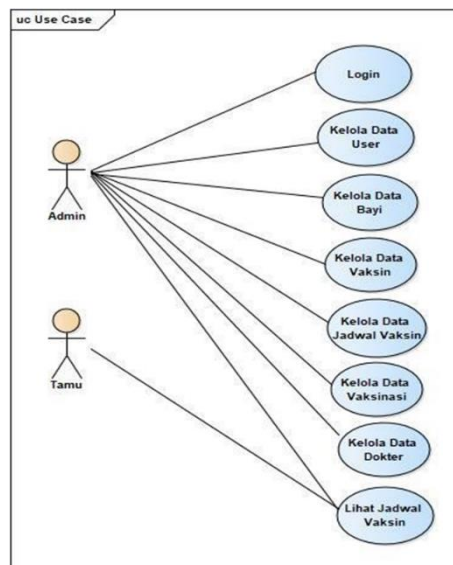 uc Use Case
Login
Kelola Data
User
Admin
Kelola Data
Bayi
Kelola Data
Vaksin
Kelola Data
Jadwal Vaksin
Tamu
Kelola Data
Vaksinasi
Kelola Data
Dokter
Lihat Jadwal
Vaksin